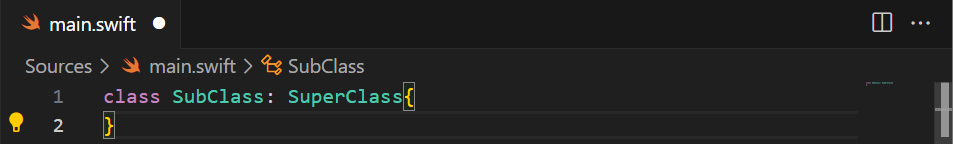 main.swift
Sources > main.swift > SubClass
1 class SubClass: SuperClass{
2 }